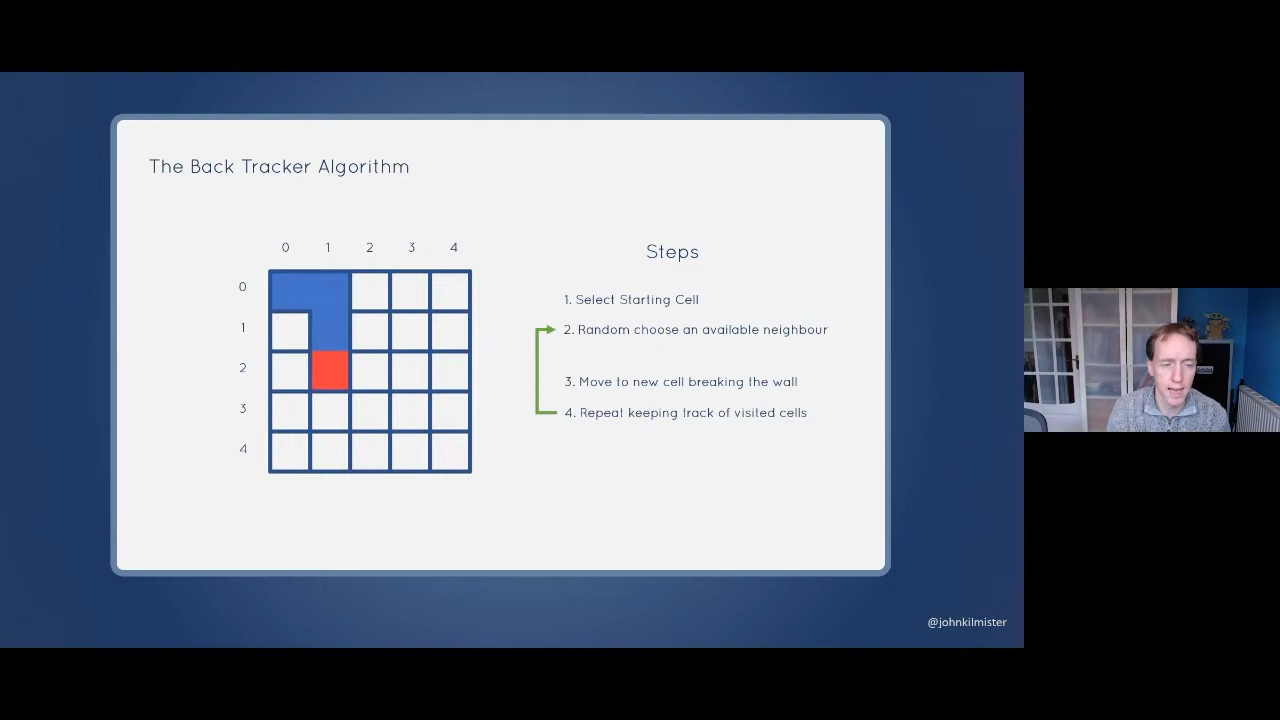 The Back Tracker Algorithm
0 1 2 3 4
0
1
2
3
4
Steps
1. Select Starting Cell
2. Random choose an available neighbour
3. Move to new cell breaking the wall
4. Repeat keeping track of visited cells
@johnkilmister